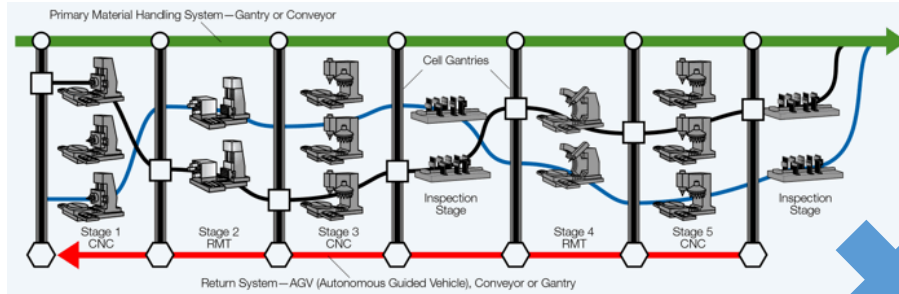 Primary Material Handling System—Gantry or Conveyor
Cell Gantries
Stage 1
CNC
Stage 2
RMT
Stage 3
CNC
Inspection
Stage
Stage 4
RMT
Stage 5
CNC
Inspection
Stage
Return System—AGV (Autonomous Guided Vehicle), Conveyor or Gantry